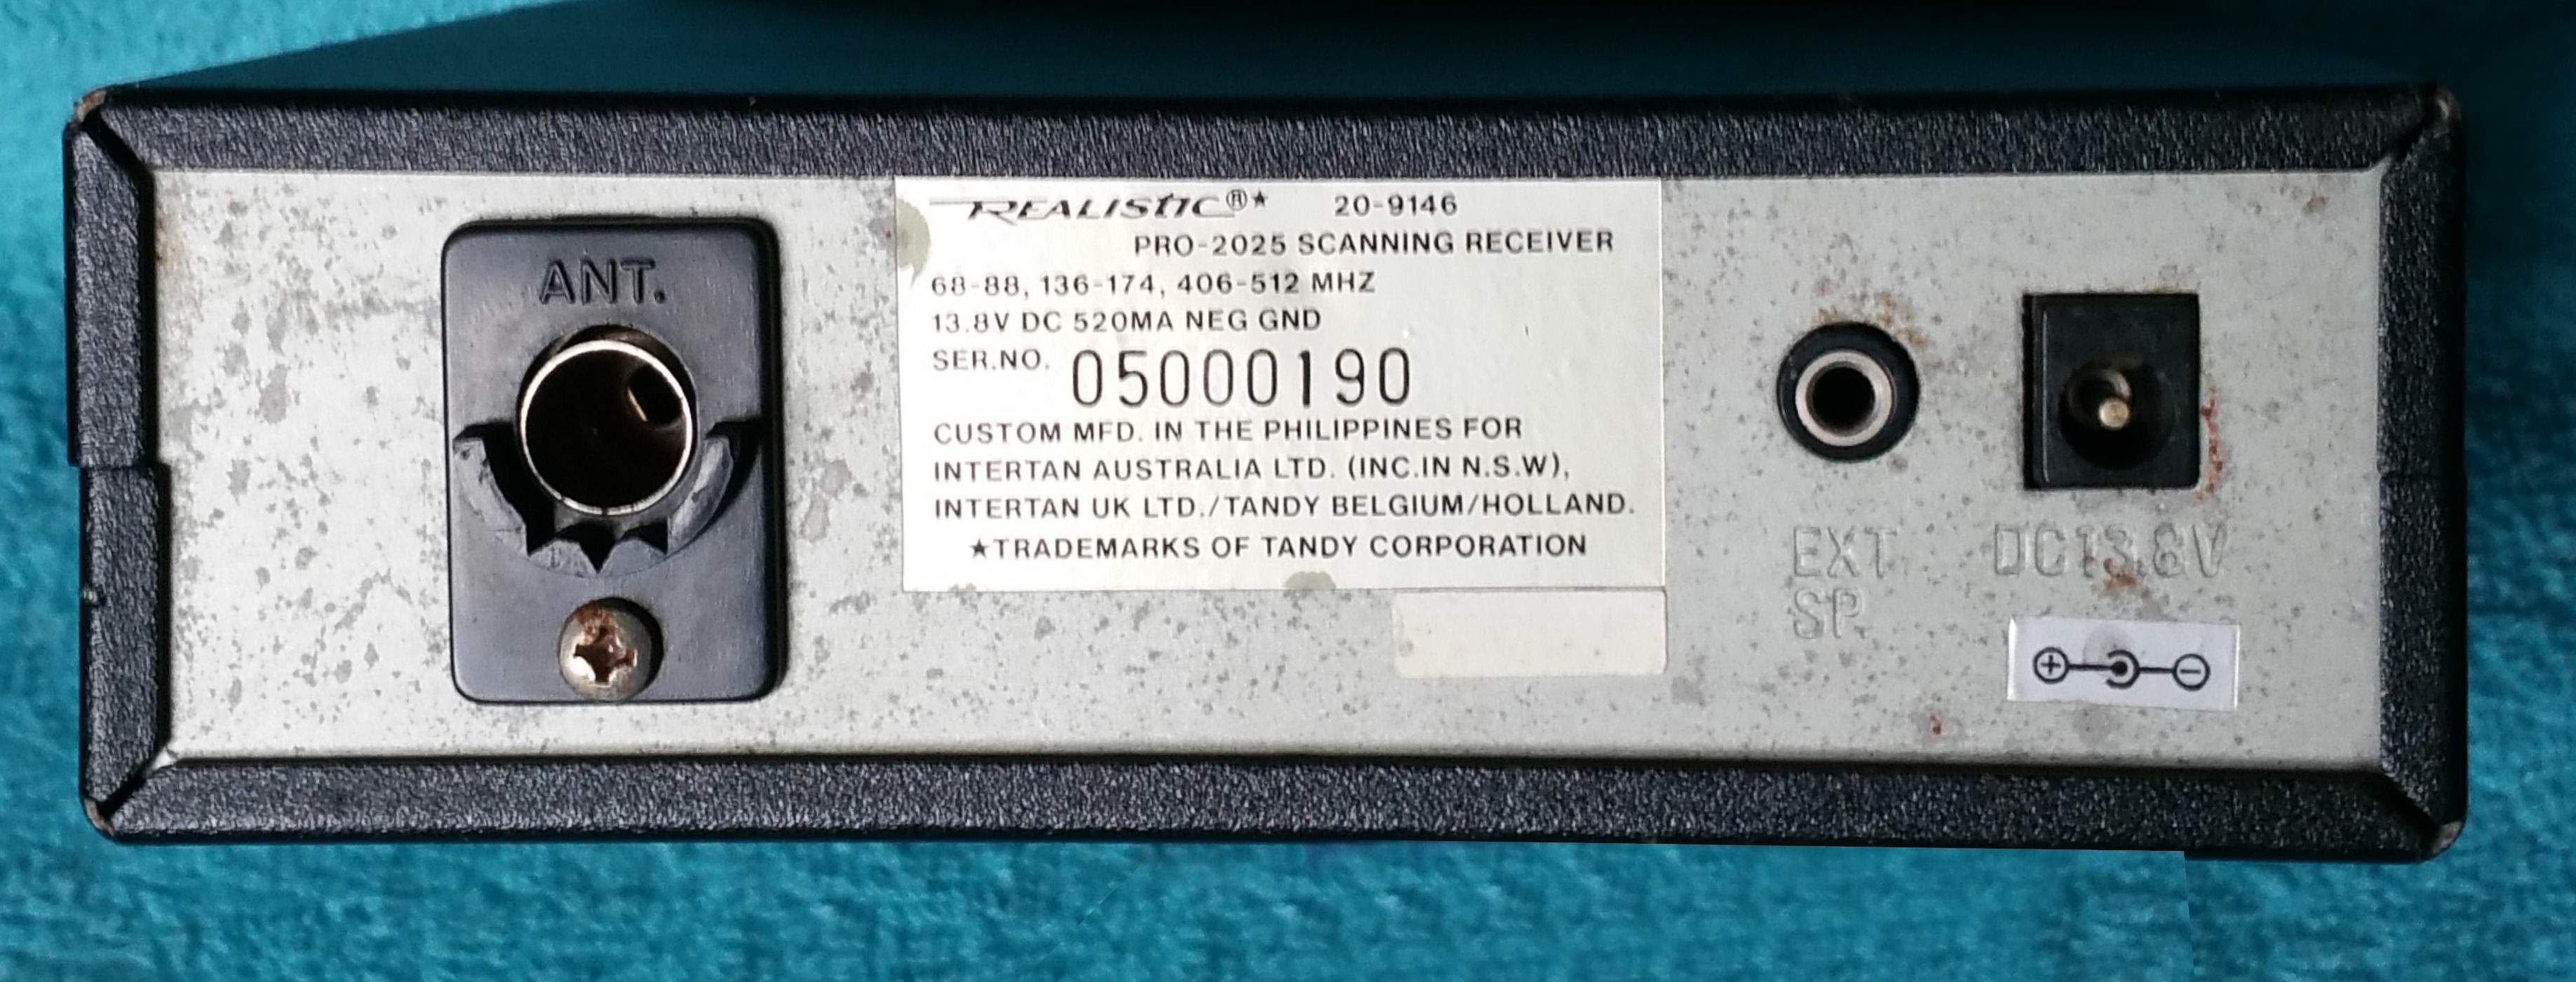 ANT.
REALISTIC®★ 20-9146
PRO-2025 SCANNING RECEIVER
68-88, 136-174, 406-512 MHZ
13.8V DC 520MA NEG GND
SER.NO. 05000190
CUSTOM MFD. IN THE PHILIPPINES FOR
INTERTAN AUSTRALIA LTD. (INC.IN N.S.W),
INTERTAN UK LTD./TANDY BELGIUM/HOLLAND.
★TRADEMARKS OF TANDY CORPORATION
EXT
SP.
DC13.8V
+ −